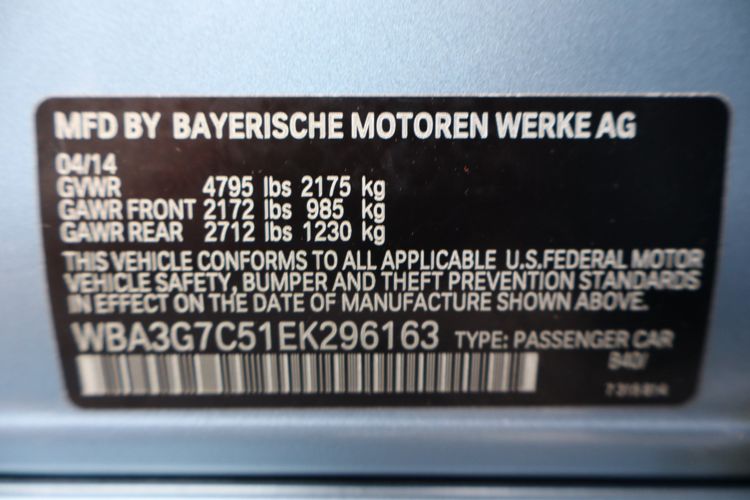 MFD BY BAYERISCHE MOTOREN WERKE AG
04/14
GVWR 4795 lbs 2175 kg
GAWR FRONT 2172 lbs 985 kg
GAWR REAR 2712 lbs 1230 kg
THIS VEHICLE CONFORMS TO ALL APPLICABLE U.S.FEDERAL MOTOR
VEHICLE SAFETY, BUMPER AND THEFT PREVENTION STANDARDS
IN EFFECT ON THE DATE OF MANUFACTURE SHOWN ABOVE.
WBA3G7C51EK296163 TYPE: PASSENGER CAR